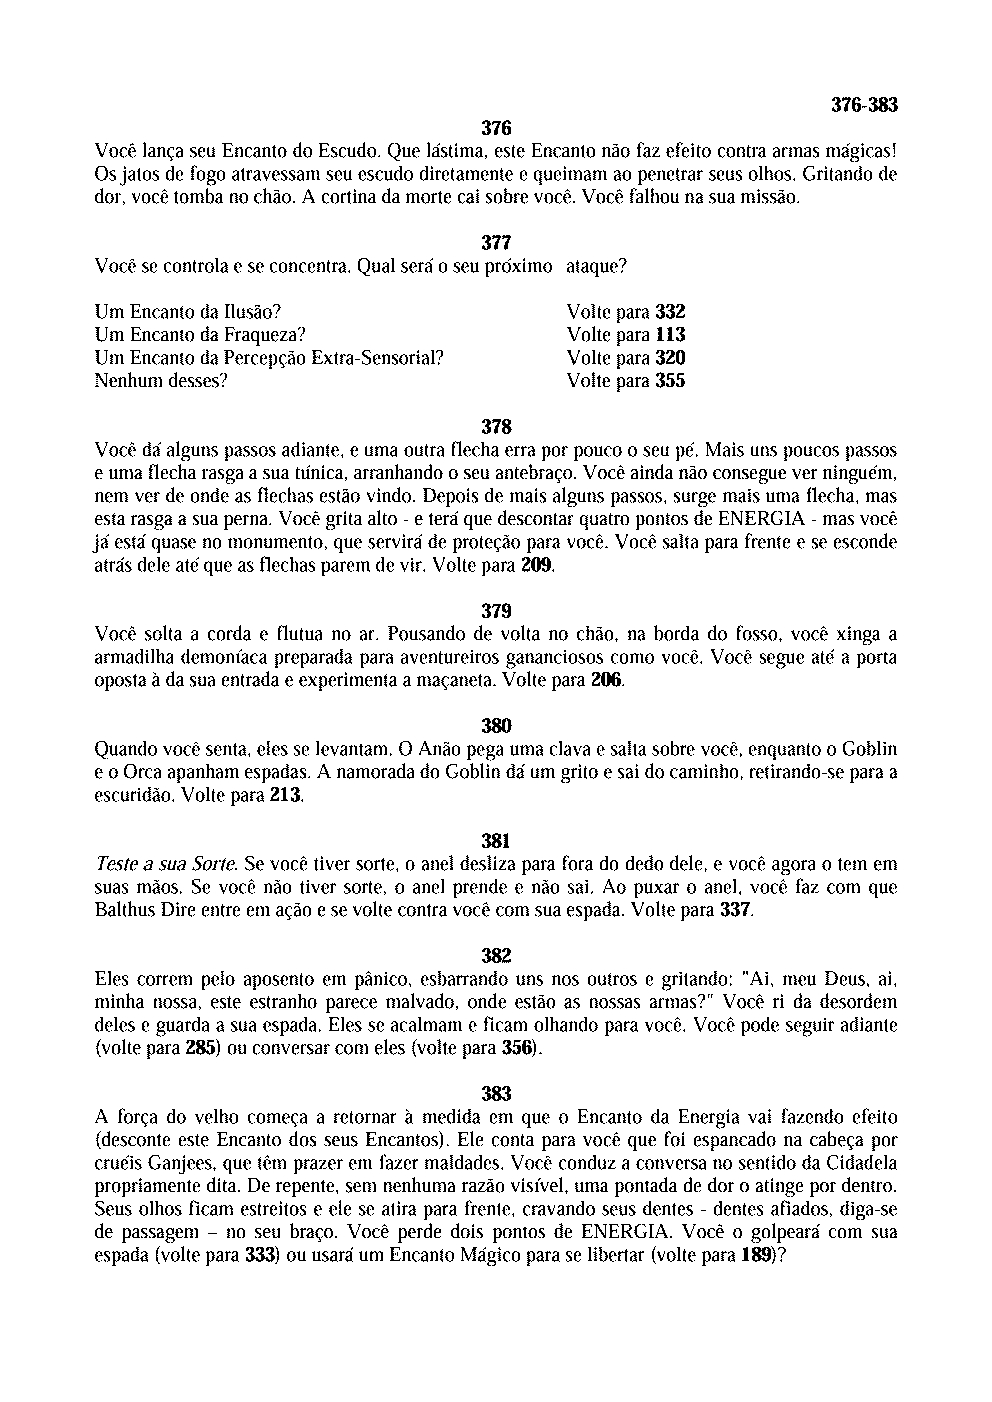 376-383
376
Você lança seu Encanto do Escudo. Que lástima, este Encanto não faz efeito contra armas mágicas!
Os jatos de fogo atravessam seu escudo diretamente e queimam ao penetrar seus olhos. Gritando de
dor, você tomba no chão. A cortina da morte cai sobre você. Você falhou na sua missão.
377
Você se controla e se concentra. Qual será o seu próximo ataque?
Um Encanto da Ilusão? Volte para 332
Um Encanto da Fraqueza? Volte para 113
Um Encanto da Percepção Extra-Sensorial? Volte para 320
Nenhum desses? Volte para 355
378
Você dá alguns passos adiante, e uma outra flecha erra por pouco o seu pé. Mais uns poucos passos
e uma flecha rasga a sua túnica, arranhando o seu antebraço. Você ainda não consegue ver ninguém,
nem ver de onde as flechas estão vindo. Depois de mais alguns passos, surge mais uma flecha, mas
esta rasga a sua perna. Você grita alto - e terá que descontar quatro pontos de ENERGIA - mas você
já está quase no monumento, que servirá de proteção para você. Você salta para frente e se esconde
atrás dele até que as flechas parem de vir. Volte para 209.
379
Você solta a corda e flutua no ar. Pousando de volta no chão, na borda do fosso, você xinga a
armadilha demoníaca preparada para aventureiros gananciosos como você. Você segue até a porta
oposta à da sua entrada e experimenta a maçaneta. Volte para 206.
380
Quando você senta, eles se levantam. O Anão pega uma clava e salta sobre você, enquanto o Goblin
e o Orca apanham espadas. A namorada do Goblin dá um grito e sai do caminho, retirando-se para a
escuridão. Volte para 213.
381
Teste a sua Sorte. Se você tiver sorte, o anel desliza para fora do dedo dele, e você agora o tem em
suas mãos. Se você não tiver sorte, o anel prende e não sai. Ao puxar o anel, você faz com que
Balthus Dire entre em ação e se volte contra você com sua espada. Volte para 337.
382
Eles correm pelo aposento em pânico, esbarrando uns nos outros e gritando: "Ai, meu Deus, ai,
minha nossa, este estranho parece malvado, onde estão as nossas armas?" Você ri da desordem
deles e guarda a sua espada. Eles se acalmam e ficam olhando para você. Você pode seguir adiante
(volte para 285) ou conversar com eles (volte para 356).
383
A força do velho começa a retornar à medida em que o Encanto da Energia vai fazendo efeito
(desconte este Encanto dos seus Encantos). Ele conta para você que foi espancado na cabeça por
cruéis Ganjees, que têm prazer em fazer maldades. Você conduz a conversa no sentido da Cidadela
propriamente dita. De repente, sem nenhuma razão visível, uma pontada de dor o atinge por dentro.
Seus olhos ficam estreitos e ele se atira para frente, cravando seus dentes - dentes afiados, diga-se
de passagem – no seu braço. Você perde dois pontos de ENERGIA. Você o golpeará com sua
espada (volte para 333) ou usará um Encanto Mágico para se libertar (volte para 189)?